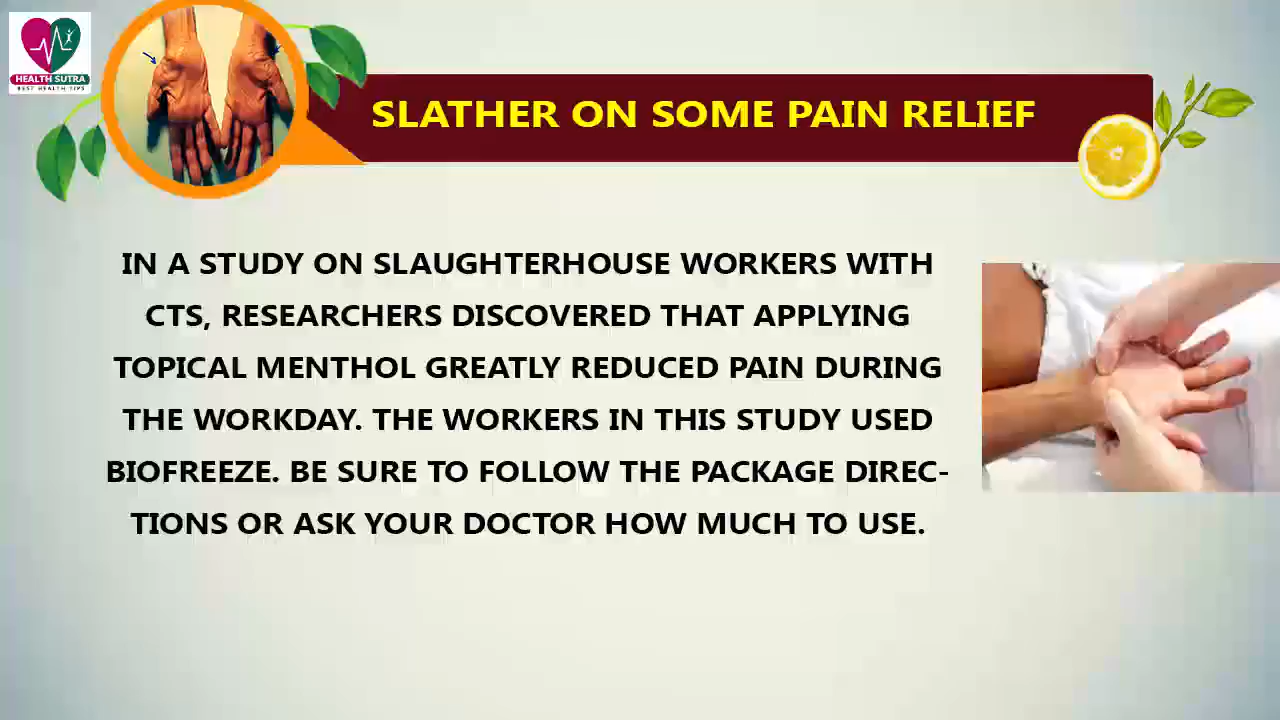 HEALTH SUTRA
BEST HEALTH TIPS
SLATHER ON SOME PAIN RELIEF
IN A STUDY ON SLAUGHTERHOUSE WORKERS WITH
CTS, RESEARCHERS DISCOVERED THAT APPLYING
TOPICAL MENTHOL GREATLY REDUCED PAIN DURING
THE WORKDAY. THE WORKERS IN THIS STUDY USED
BIOFREEZE. BE SURE TO FOLLOW THE PACKAGE DIREC-
TIONS OR ASK YOUR DOCTOR HOW MUCH TO USE.